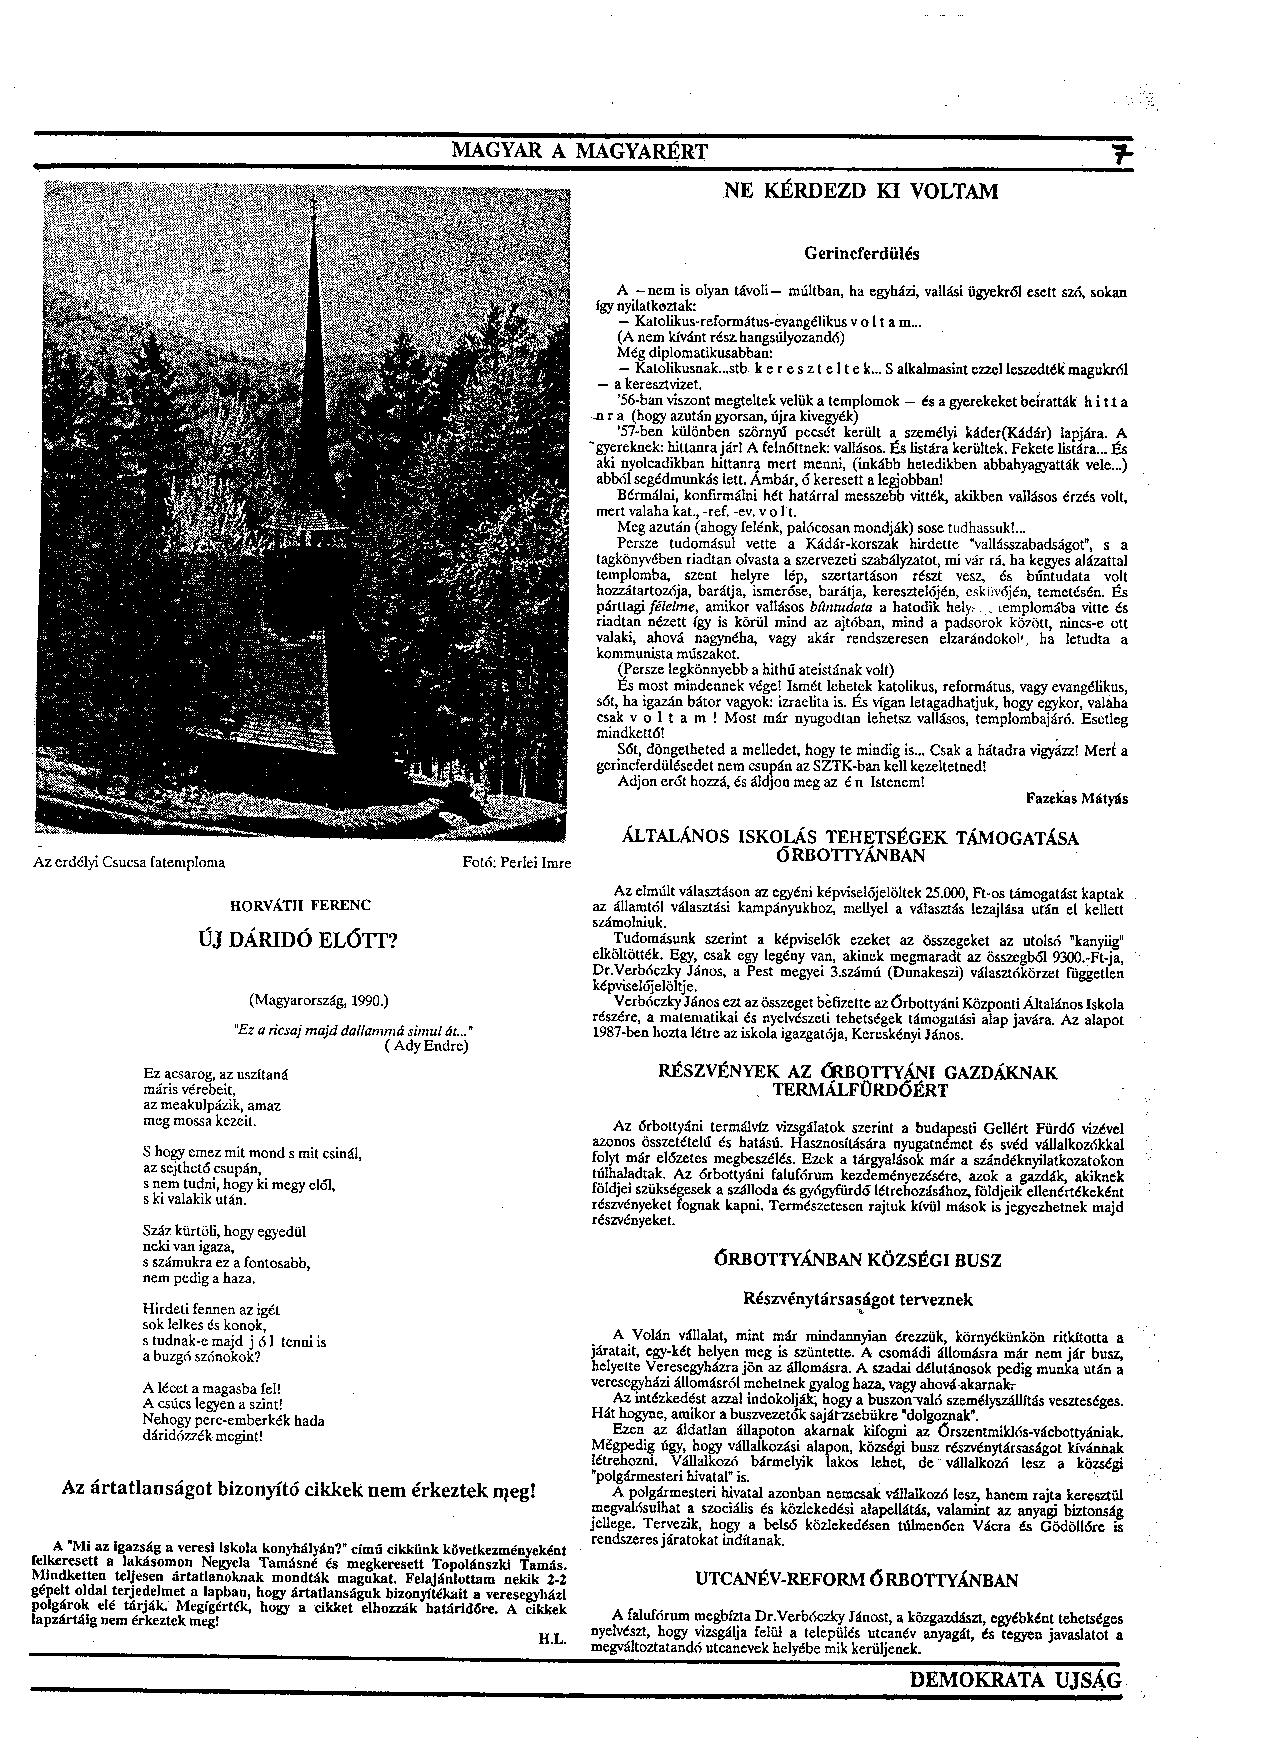 MAGYAR A MAGYARÉRT
7
Az erdélyi Csucsa fatemploma
Fotó: Perlei Imre
HORVÁTH FERENC
ÚJ DÁRIDÓ ELŐTT?
(Magyarország, 1990.)
"Ez a ricsaj majd dallammá simul át..."
( Ady Endre)
Ez acsarog, az uszítaná
máris vérebeit,
az meakulpázik, amaz
meg mossa kezeit.
S hogy emez mit mond s mit csinál,
az sejthető csupán,
s nem tudni, hogy ki megy elől,
s ki valakik után.
Száz kürtöli, hogy egyedül
neki van igaza,
s számukra ez a fontosabb,
nem pedig a haza.
Hirdeti fennen az igét
sok lelkes és konok,
s tudnak-e majd j ó l tenni is
a buzgó szónokok?
A lécet a magasba fel!
A csúcs legyen a szint!
Nehogy perc-emberkék hada
dáridózzék megint!
Az ártatlanságot bizonyító cikkek nem érkeztek meg!
A "Mi az igazság a veresi iskola konyhályán?" című cikkünk következményeként
felkeresett a lakásomon Negyela Tamásné és megkeresett Topolánszki Tamás.
Mindketten teljesen ártatlanoknak mondták magukat. Felajánlottam nekik 2-2
gépelt oldal terjedelmet a lapban, hogy ártatlanságuk bizonyítékait a veresegyházi
polgárok elé tárják. Megígérték, hogy a cikket elhozzák határidőre. A cikkek
lapzártáig nem érkeztek meg!
H.L.
NE KÉRDEZD KI VOLTAM
Gerincferdülés
A – nem is olyan távoli – múltban, ha egyházi, vallási ügyekről esett szó, sokan
így nyilatkoztak:
– Katolikus-református-evangélikus v o l t a m...
(A nem kívánt rész hangsúlyozandó)
Még diplomatikusabban:
– Katolikusnak...stb. k e r e s z t e l t e k... S alkalmasint ezzel leszedték magukról
– a keresztvizet.
'56-ban viszont megteltek velük a templomok – és a gyerekeket beíratták h i t t a
n r a (hogy azután gyorsan, újra kivegyék)
'57-ben különben szörnyű pecsét került a személyi káder(Kádár) lapjára. A
gyereknek: hittanra jár! A felnőttnek: vallásos. És listára kerültek. Fekete listára... És
aki nyolcadikban hittanra mert menni, (inkább hetedikben abbahyagyatták vele...)
abból segédmunkás lett. Ámbár, ő keresett a legjobban!
Bérmálni, konfirmálni hét határral messzebb vitték, akikben vallásos érzés volt,
mert valaha kat., -ref. -ev. v o l t.
Meg azután (ahogy felénk, palócosan mondják) sose tudhassuk!...
Persze tudomásul vette a Kádár-korszak hirdette "vallásszabadságot", s a
tagkönyvében riadtan olvasta a szervezeti szabályzatot, mi vár rá, ha kegyes alázattal
templomba, szent helyre lép, szertartáson részt vesz, és bűntudata volt
hozzátartozója, barátja, ismerőse, barátja, keresztelőjén, esküvőjén, temetésén. És
párttagi félelme, amikor vallásos bűntudata a hatodik templomába vitte és
riadtan nézett így is körül mind az ajtóban, mind a padsorok között, nincs-e ott
valaki, ahová nagynéha, vagy akár rendszeresen elzarándokolt, ha letudta a
kommunista műszakot.
(Persze legkönnyebb a hithű ateistának volt)
És most mindennek vége! Ismét lehetek katolikus, református, vagy evangélikus,
sőt, ha igazán bátor vagyok: izraelita is. És vígan letagadhatjuk, hogy egykor, valaha
csak v o l t a m ! Most már nyugodtan lehetsz vallásos, templombajáró. Esetleg
mindkettő!
Sőt, döngetheted a melledet, hogy te mindig is... Csak a hátadra vigyázz! Mert a
gerincferdülésedet nem csupán az SZTK-ban kell kezeltetned!
Adjon erőt hozzá, és áldjon meg az é n Istenem!
Fazekas Mátyás
ÁLTALÁNOS ISKOLÁS TEHETSÉGEK TÁMOGATÁSA
ŐRBOTTYÁNBAN
Az elmúlt választáson az egyéni képviselőjelöltek 25.000, Ft-os támogatást kaptak
az államtól választási kampányukhoz, mellyel a választás lezajlása után el kellett
számolniuk.
Tudomásunk szerint a képviselők ezeket az összegeket az utolsó "kanyiig"
elköltötték. Egy, csak egy legény van, akinek megmaradt az összegből 9300.-Ft-ja,
Dr.Verbóczky János, a Pest megyei 3.számú (Dunakeszi) választókörzet független
képviselőjelöltje.
Verbóczky János ezt az összeget befizette az Őrbottyáni Központi Általános Iskola
részére, a matematikai és nyelvészeti tehetségek támogatási alap javára. Az alapot
1987-ben hozta létre az iskola igazgatója, Kereskényi János.
RÉSZVÉNYEK AZ ŐRBOTTYÁNI GAZDÁKNAK
TERMÁLFÜRDŐÉRT
Az őrbottyáni termálvíz vizsgálatok szerint a budapesti Gellért Fürdő vizével
azonos összetételű és hatású. Hasznosítására nyugatnémet és svéd vállalkozókkal
folyt már előzetes megbeszélés. Ezek a tárgyalások már a szándéknyilatkozatokon
túlhaladtak. Az őrbottyáni falufórum kezdeményezésére, azok a gazdák, akiknek
földjei szükségesek a szálloda és gyógyfürdő létrehozásához, földjeik ellenértékeként
részvényeket fognak kapni. Természetesen rajtuk kívül mások is jegyezhetnek majd
részvényeket.
ŐRBOTTYÁNBAN KÖZSÉGI BUSZ
Részvénytársaságot terveznek
A Volán vállalat, mint már mindannyian érezzük, környékünkön ritkította a
járatait, egy-két helyen meg is szüntette. A csomádi állomásra már nem jár busz,
helyette Veresegyházra jön az állomásra. A szadai délutánosok pedig munka után a
veresegyházi állomásról mehetnek gyalog haza, vagy ahová akarnak.
Az intézkedést azzal indokolják, hogy a buszon való személyszállítás veszteséges.
Hát hogyne, amikor a buszvezetők saját zsebükre "dolgoznak".
Ezen az áldatlan állapoton akarnak kifogni az Őrszentmiklós-vácbottyániak.
Mégpedig úgy, hogy vállalkozási alapon, községi busz részvénytársaságot kívánnak
létrehozni. Vállalkozó bármelyik lakos lehet, de vállalkozó lesz a községi
"polgármesteri hivatal" is.
A polgármesteri hivatal azonban nemcsak vállalkozó lesz, hanem rajta keresztül
megvalósulhat a szociális és közlekedési alapellátás, valamint az anyagi biztonság
jellege. Tervezik, hogy a belső közlekedésen túlmenően Vácra és Gödöllőre is
rendszeres járatokat indítanak.
UTCANÉV-REFORM ŐRBOTTYÁNBAN
A falufórum megbízta Dr.Verbóczky Jánost, a közgazdászt, egyébként tehetséges
nyelvészt, hogy vizsgálja felül a település utcanév anyagát, és tegyen javaslatot a
megváltoztatandó utcanevek helyébe mik kerüljenek.
DEMOKRATA UJSÁG